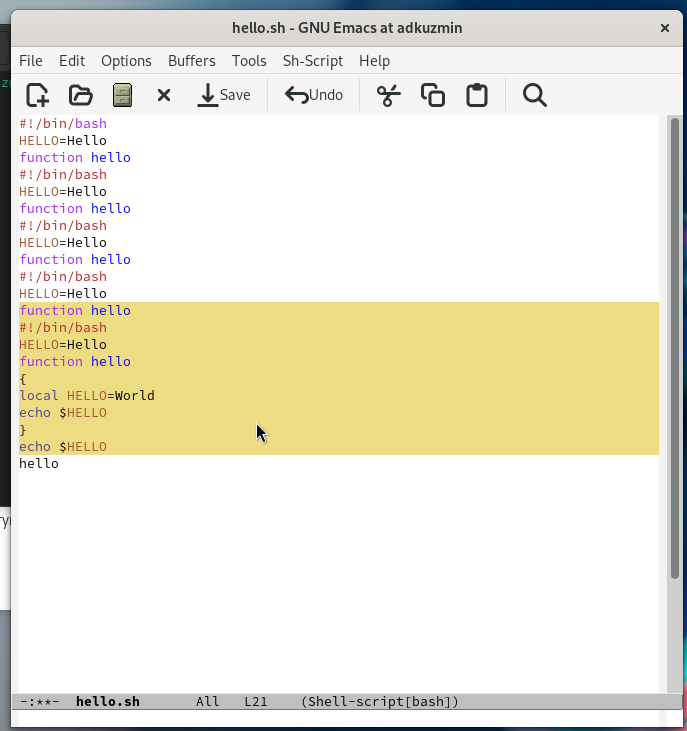 hello.sh - GNU Emacs at adkuzmin ×
File Edit Options Buffers Tools Sh-Script Help
Save Undo
#!/bin/bash
HELLO=Hello
function hello
#!/bin/bash
HELLO=Hello
function hello
#!/bin/bash
HELLO=Hello
function hello
#!/bin/bash
HELLO=Hello
function hello
#!/bin/bash
HELLO=Hello
function hello
{
local HELLO=World
echo $HELLO
}
echo $HELLO
hello
-:**- hello.sh All L21 (Shell-script[bash])